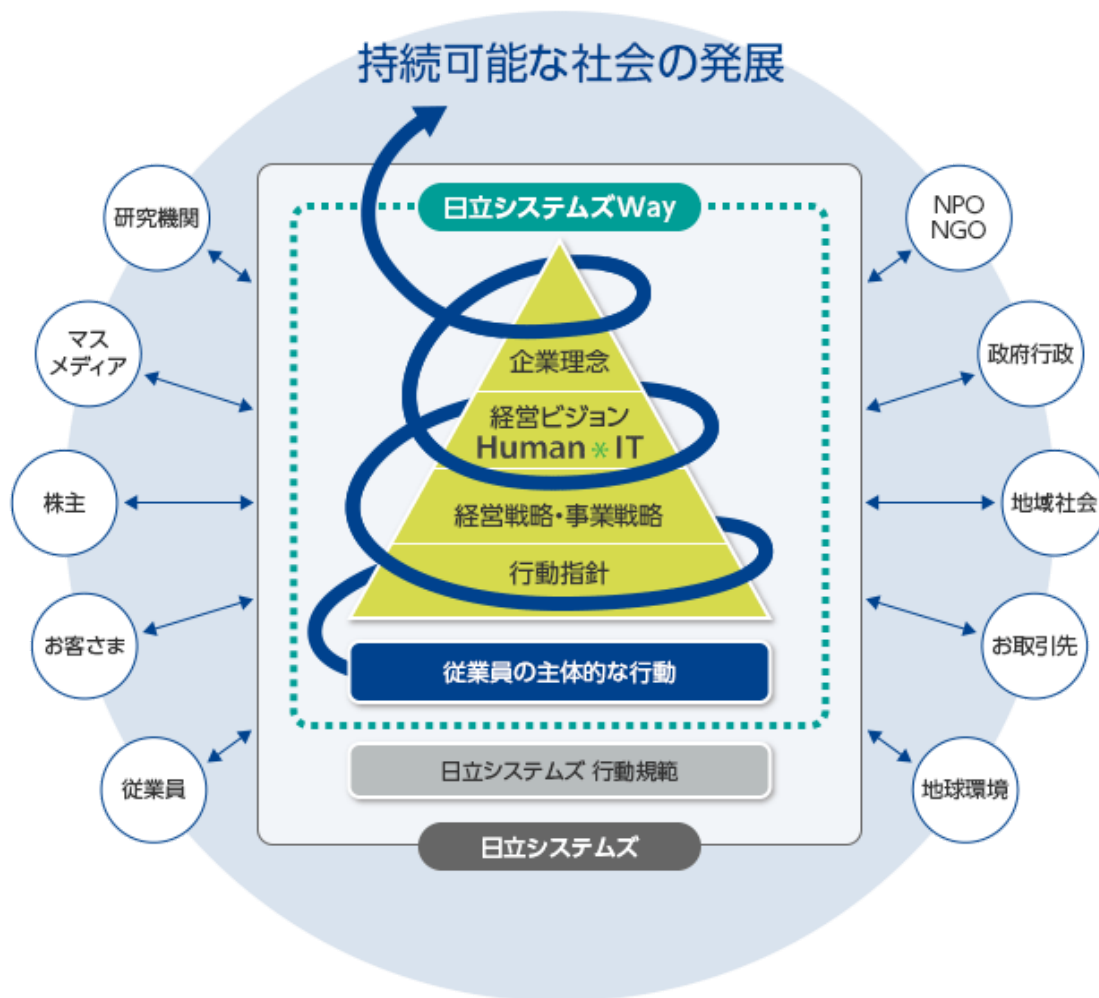 持続可能な社会の発展
日立システムズWay
研究機関
NPO
NGO
マス
メディア
政府行政
企業理念
経営ビジョン
Human*IT
株主
地域社会
経営戦略・事業戦略
行動指針
お客さま
お取引先
従業員の主体的な行動
従業員
日立システムズ 行動規範
地球環境
日立システムズ